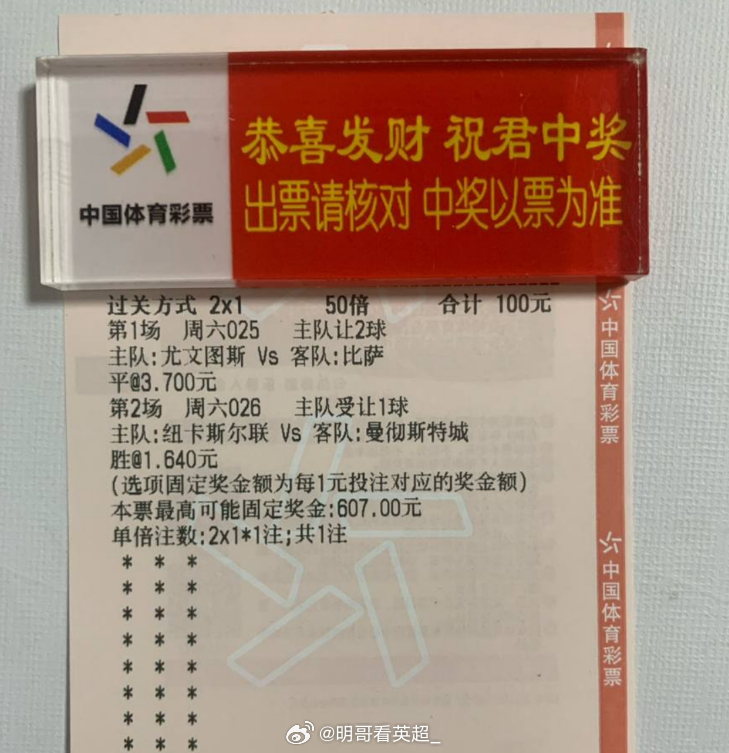 恭喜发财 祝君中奖
中国体育彩票
出票请核对 中奖以票为准
过关方式 2x1 50倍 合计 100元
第1场 周六025 主队让2球
主队:尤文图斯 Vs 客队:比萨
平@3.700元
第2场 周六026 主队受让1球
主队:纽卡斯尔联 Vs 客队:曼彻斯特城
胜@1.640元
(选项固定奖金额为每1元投注对应的奖金额)
本票最高可能固定奖金:607.00元
单倍注数:2x1*1注;共1注
* * *
* * *
* * *
* * *
* * *
* * *
* * *
* * *
中国体育彩票
中国体育彩票
@明哥看英超_